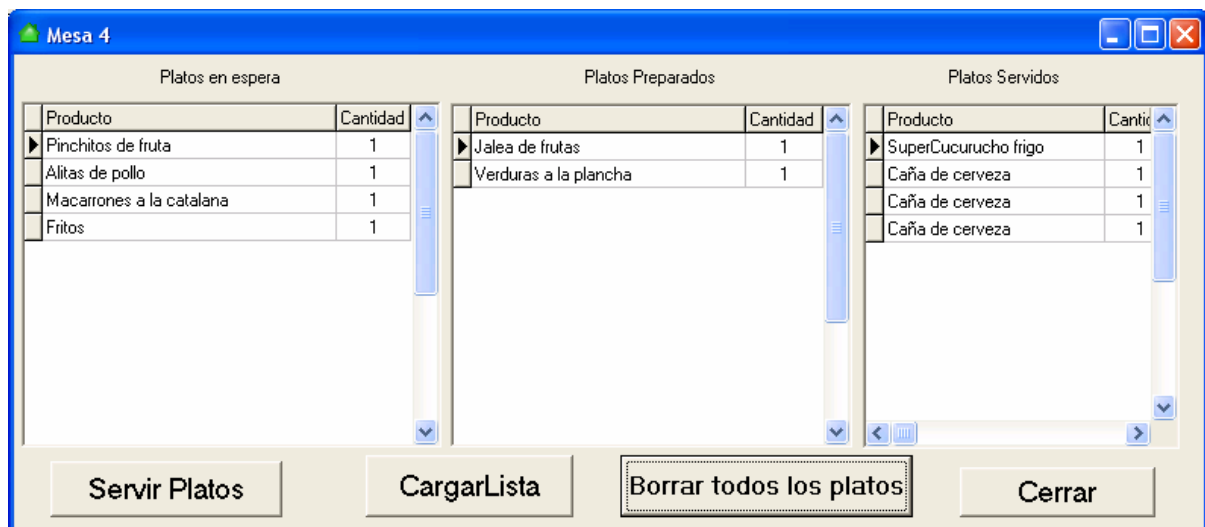 Mesa 4
Platos en espera
Producto Cantidad
Pinchitos de fruta 1
Alitas de pollo 1
Macarrones a la catalana 1
Fritos 1
Platos Preparados
Producto Cantidad
Jalea de frutas 1
Verduras a la plancha 1
Platos Servidos
Producto Cantid
SuperCucurucho frigo 1
Caña de cerveza 1
Caña de cerveza 1
Caña de cerveza 1
Servir Platos
CargarLista
Borrar todos los platos
Cerrar